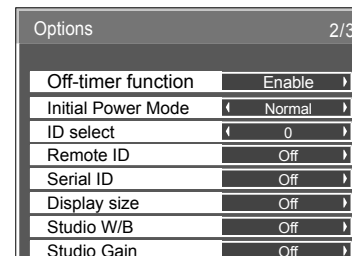 Options 2/3
Off-timer function Enable
Initial Power Mode Normal
ID select 0
Remote ID Off
Serial ID Off
Display size Off
Studio W/B Off
Studio Gain Off